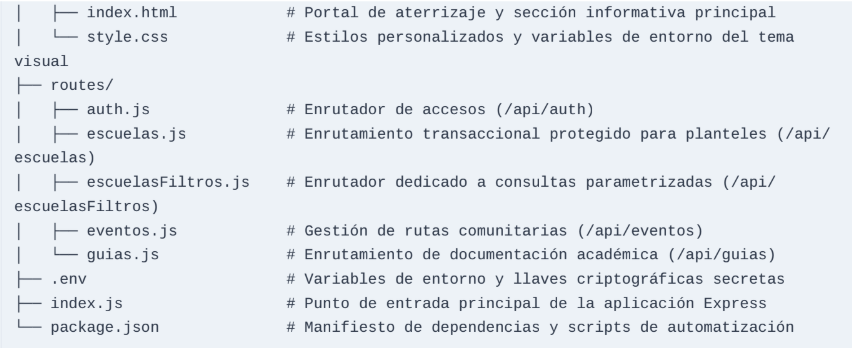 │   ├── index.html            # Portal de aterrizaje y sección informativa principal
│   └── style.css             # Estilos personalizados y variables de entorno del tema
visual
├── routes/
│   ├── auth.js               # Enrutador de accesos (/api/auth)
│   ├── escuelas.js           # Enrutamiento transaccional protegido para planteles (/api/
escuelas)
│   ├── escuelasFiltros.js    # Enrutador dedicado a consultas parametrizadas (/api/
escuelasFiltros)
│   ├── eventos.js            # Gestión de rutas comunitarias (/api/eventos)
│   └── guias.js              # Enrutamiento de documentación académica (/api/guias)
├── .env                      # Variables de entorno y llaves criptográficas secretas
├── index.js                  # Punto de entrada principal de la aplicación Express
└── package.json              # Manifiesto de dependencias y scripts de automatización